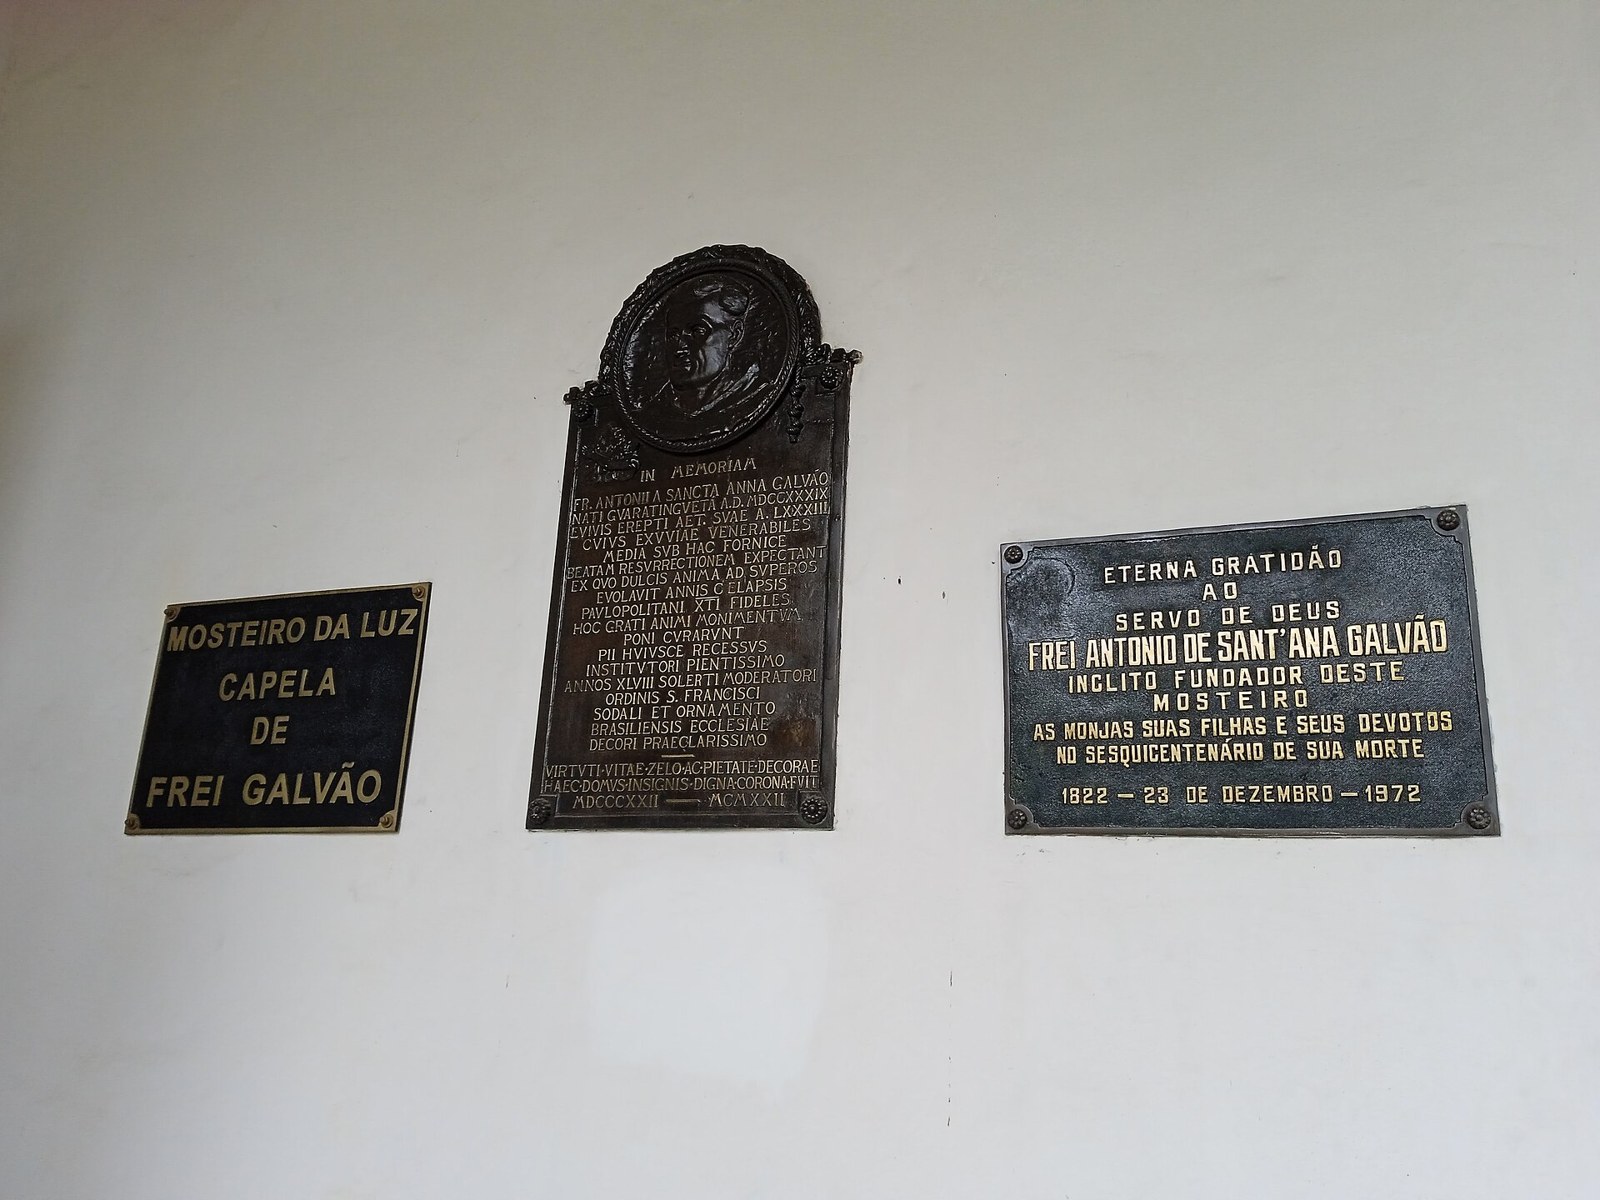 MOSTEIRO DA LUZ
CAPELA
DE
FREI GALVÃO
IN MEMORIAM
FR. ANTONII A SANCTA ANNA GALVÃO
NATI GVARATINGVETÁ A.D. MDCCXXXIX
EVIVIS EREPTI AET. SVAE A. LXXXIII
CVIVS EXVVIAE VENERABILES
MEDIA SVB HAC FORNICE
BEATAM RESVRRECTIONEM EXPECTANT
EX QVO DULCIS ANIMA AD SVPEROS
EVOLAVIT ANNIS C ELAPSIS
PAVLOPOLITANI XTI FIDELES
HOC GRATI ANIMI MONIMENTVM
PONI CVRARVNT
PII HVIVSCE RECESSVS
INSTITVTORI PIENTISSIMO
ANNOS XLVIII SOLERTI MODERATORI
ORDINIS S. FRANCISCI
SODALI ET ORNAMENTO
BRASILIENSIS ECCLESIAE
DECORI PRAECLARISSIMO
VIRTVTI·VITAE·ZELO·AC·PIETATE·DECORAE
HAEC·DOMVS·INSIGNIS·DIGNA·CORONA·FVIT
MDCCCXXII — MCMXXII
ETERNA GRATIDÃO
AO
SERVO DE DEUS
FREI ANTONIO DE SANT'ANA GALVÃO
INCLITO FUNDADOR DESTE
MOSTEIRO
AS MONJAS SUAS FILHAS E SEUS DEVOTOS
NO SESQUICENTENÁRIO DE SUA MORTE
1822 — 23 DE DEZEMBRO — 1972